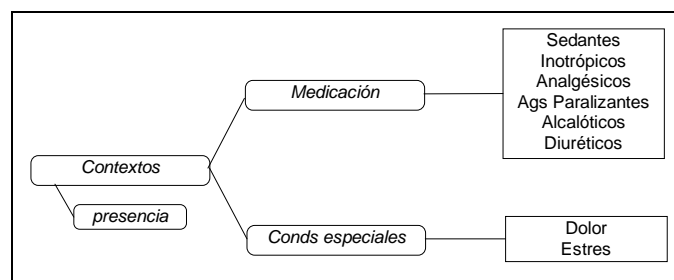 Contextos
presencia
Medicación
Sedantes
Inotrópicos
Analgésicos
Ags Paralizantes
Alcalóticos
Diuréticos
Conds especiales
Dolor
Estres